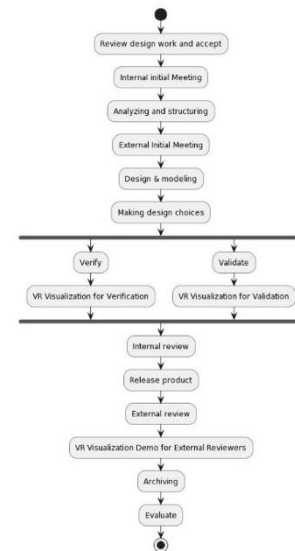 Review design work and accept
Internal initial Meeting
Analyzing and structuring
External Initial Meeting
Design & modeling
Making design choices
Verify
Validate
VR Visualization for Verification
VR Visualization for Validation
Internal review
Release product
External review
VR Visualization Demo for External Reviewers
Archiving
Evaluate